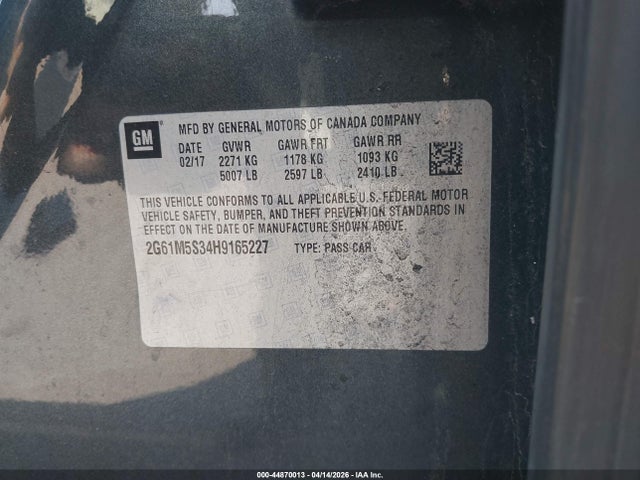 GM
MFD BY GENERAL MOTORS OF CANADA COMPANY
DATE GVWR GAWR FRT GAWR RR
02/17 2271 KG 1178 KG 1093 KG
5007 LB 2597 LB 2410 LB
THIS VEHICLE CONFORMS TO ALL APPLICABLE U.S. FEDERAL MOTOR
VEHICLE SAFETY, BUMPER, AND THEFT PREVENTION STANDARDS IN
EFFECT ON THE DATE OF MANUFACTURE SHOWN ABOVE.
2G61M5S34H9165227 TYPE: PASS CAR
000-44870013 - 04/14/2026 - IAA Inc.